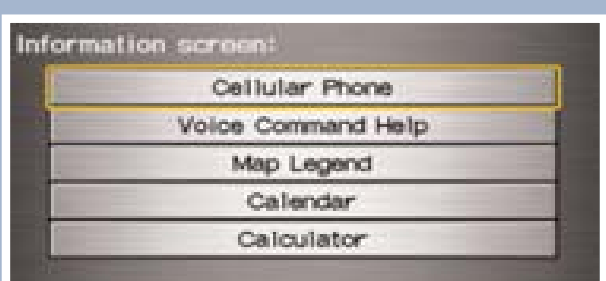 Information screen:
Cellular Phone
Voice Command Help
Map Legend
Calendar
Calculator